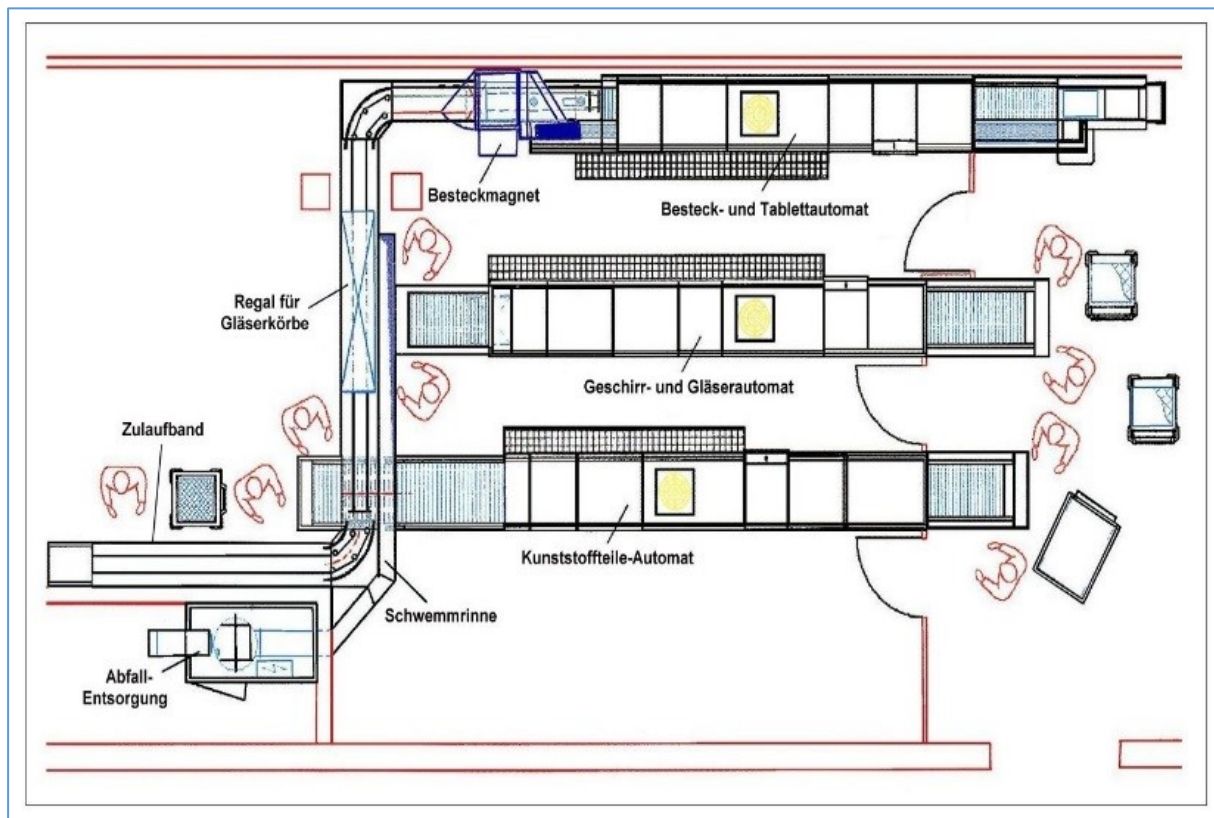 Besteckmagnet
Besteck- und Tablettautomat
Regal für
Gläserkörbe
Geschirr- und Gläserautomat
Zulaufband
Kunststoffteile-Automat
Schwemmrinne
Abfall-
Entsorgung